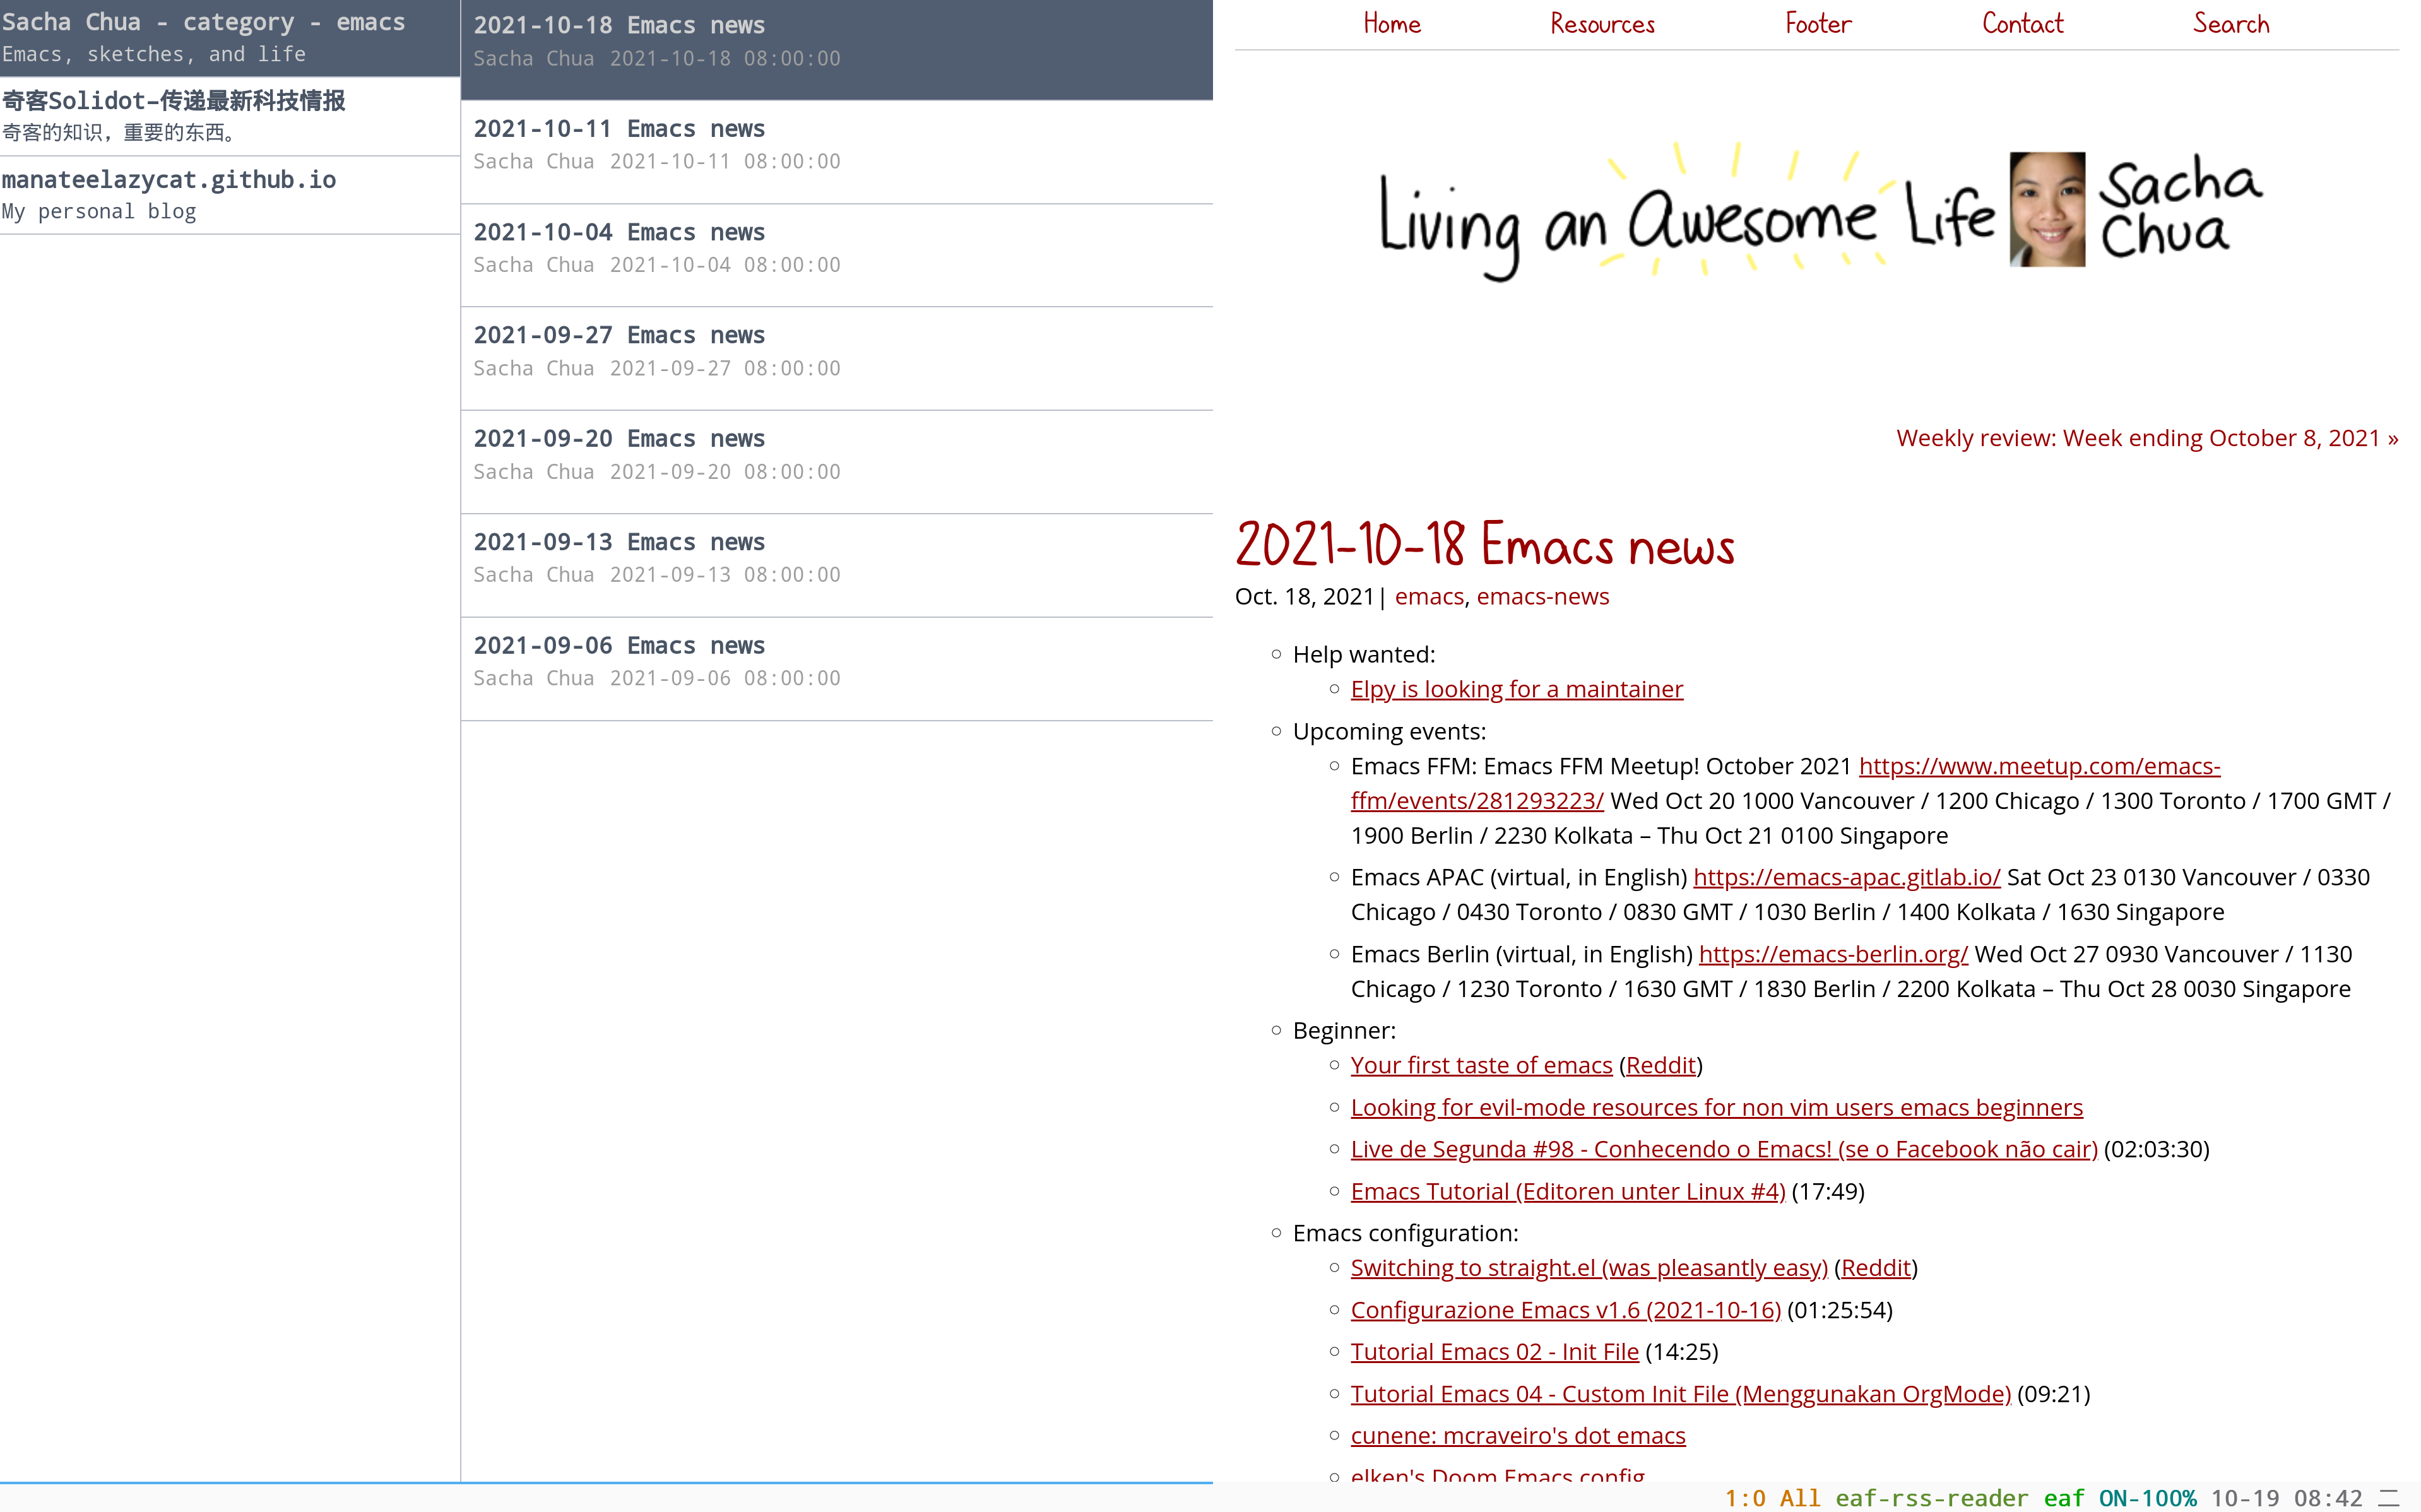 Sacha Chua - category - emacs
Emacs, sketches, and life
奇客Solidot–传递最新科技情报
奇客的知识，重要的东西。
manateelazycat.github.io
My personal blog
2021-10-18 Emacs news
Sacha Chua 2021-10-18 08:00:00
2021-10-11 Emacs news
Sacha Chua 2021-10-11 08:00:00
2021-10-04 Emacs news
Sacha Chua 2021-10-04 08:00:00
2021-09-27 Emacs news
Sacha Chua 2021-09-27 08:00:00
2021-09-20 Emacs news
Sacha Chua 2021-09-20 08:00:00
2021-09-13 Emacs news
Sacha Chua 2021-09-13 08:00:00
2021-09-06 Emacs news
Sacha Chua 2021-09-06 08:00:00
Home Resources Footer Contact Search
Living an Awesome Life Sacha
Chua
Weekly review: Week ending October 8, 2021 »
2021-10-18 Emacs news
Oct. 18, 2021| emacs, emacs-news
Help wanted:
Elpy is looking for a maintainer
Upcoming events:
Emacs FFM: Emacs FFM Meetup! October 2021 https://www.meetup.com/emacs-
ffm/events/281293223/ Wed Oct 20 1000 Vancouver / 1200 Chicago / 1300 Toronto / 1700 GMT /
1900 Berlin / 2230 Kolkata – Thu Oct 21 0100 Singapore
Emacs APAC (virtual, in English) https://emacs-apac.gitlab.io/ Sat Oct 23 0130 Vancouver / 0330
Chicago / 0430 Toronto / 0830 GMT / 1030 Berlin / 1400 Kolkata / 1630 Singapore
Emacs Berlin (virtual, in English) https://emacs-berlin.org/ Wed Oct 27 0930 Vancouver / 1130
Chicago / 1230 Toronto / 1630 GMT / 1830 Berlin / 2200 Kolkata – Thu Oct 28 0030 Singapore
Beginner:
Your first taste of emacs (Reddit)
Looking for evil-mode resources for non vim users emacs beginners
Live de Segunda #98 - Conhecendo o Emacs! (se o Facebook não cair) (02:03:30)
Emacs Tutorial (Editoren unter Linux #4) (17:49)
Emacs configuration:
Switching to straight.el (was pleasantly easy) (Reddit)
Configurazione Emacs v1.6 (2021-10-16) (01:25:54)
Tutorial Emacs 02 - Init File (14:25)
Tutorial Emacs 04 - Custom Init File (Menggunakan OrgMode) (09:21)
cunene: mcraveiro's dot emacs
elken's Doom Emacs config
1:0 All eaf-rss-reader eaf ON-100% 10-19 08:42 二